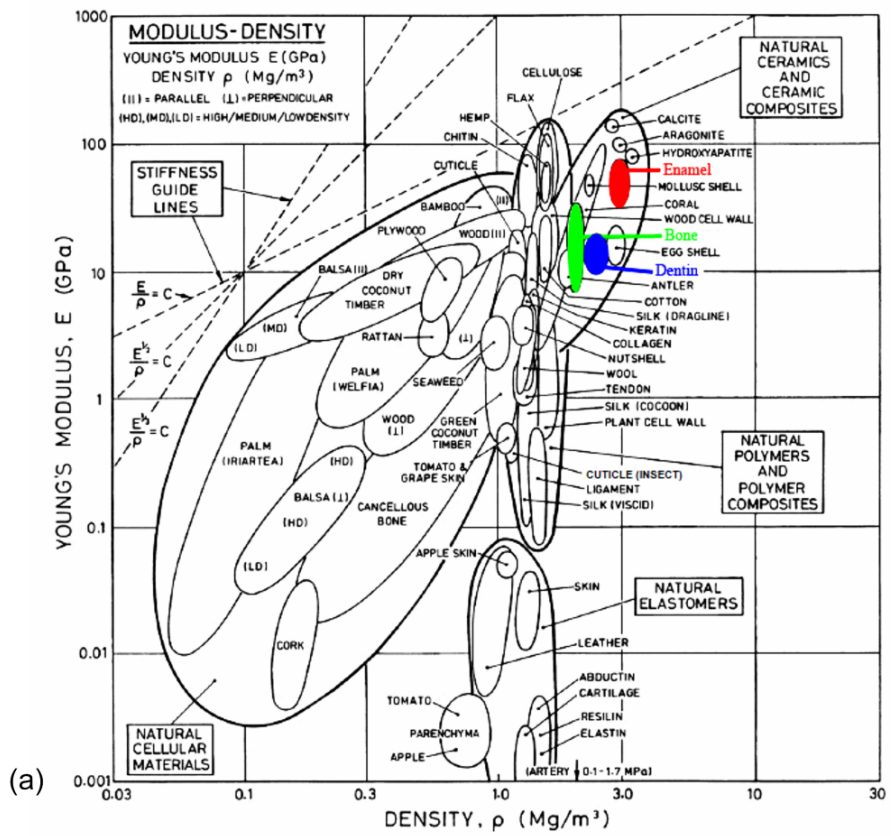 1000
MODULUS-DENSITY
YOUNG'S MODULUS E (GPa)
DENSITY ρ (Mg/m³)
(||) = PARALLEL (⊥) = PERPENDICULAR
(HD),(MD),(LD) = HIGH/MEDIUM/LOWDENSITY
NATURAL
CERAMICS
AND
CERAMIC
COMPOSITES
CELLULOSE
FLAX
HEMP
CHITIN
CUTICLE
CALCITE
ARAGONITE
HYDROXYAPATITE
Enamel
MOLLUSC SHELL
CORAL
WOOD CELL WALL
Bone
EGG SHELL
Dentin
ANTLER
COTTON
SILK (DRAGLINE)
KERATIN
COLLAGEN
NUTSHELL
WOOL
TENDON
SILK (COCOON)
PLANT CELL WALL
100
STIFFNESS
GUIDE
LINES
BAMBOO
(||)
PLYWOOD
WOOD (||)
BALSA (||)
DRY
COCONUT
TIMBER
10
E/ρ = C
E^½/ρ = C
E^⅓/ρ = C
(MD)
(LD)
RATTAN
(⊥)
PALM
(WELFIA)
SEAWEED
1
WOOD
(⊥)
GREEN
COCONUT
TIMBER
PALM
(IRIARTEA)
(HD)
TOMATO &
GRAPE SKIN
BALSA (⊥)
(HD)
CANCELLOUS
BONE
(LD)
CUTICLE (INSECT)
LIGAMENT
SILK (VISCID)
NATURAL
POLYMERS
AND
POLYMER
COMPOSITES
0.1
APPLE SKIN
SKIN
NATURAL
ELASTOMERS
LEATHER
CORK
0.01
ABDUCTIN
CARTILAGE
RESILIN
ELASTIN
TOMATO
PARENCHYMA
APPLE
NATURAL
CELLULAR
MATERIALS
(ARTERY 0.1-1.7 MPa)
0.001
YOUNG'S MODULUS, E (GPa)
(a)
0.03 0.1 0.3 1.0 3.0 10 30
DENSITY, ρ (Mg/m³)